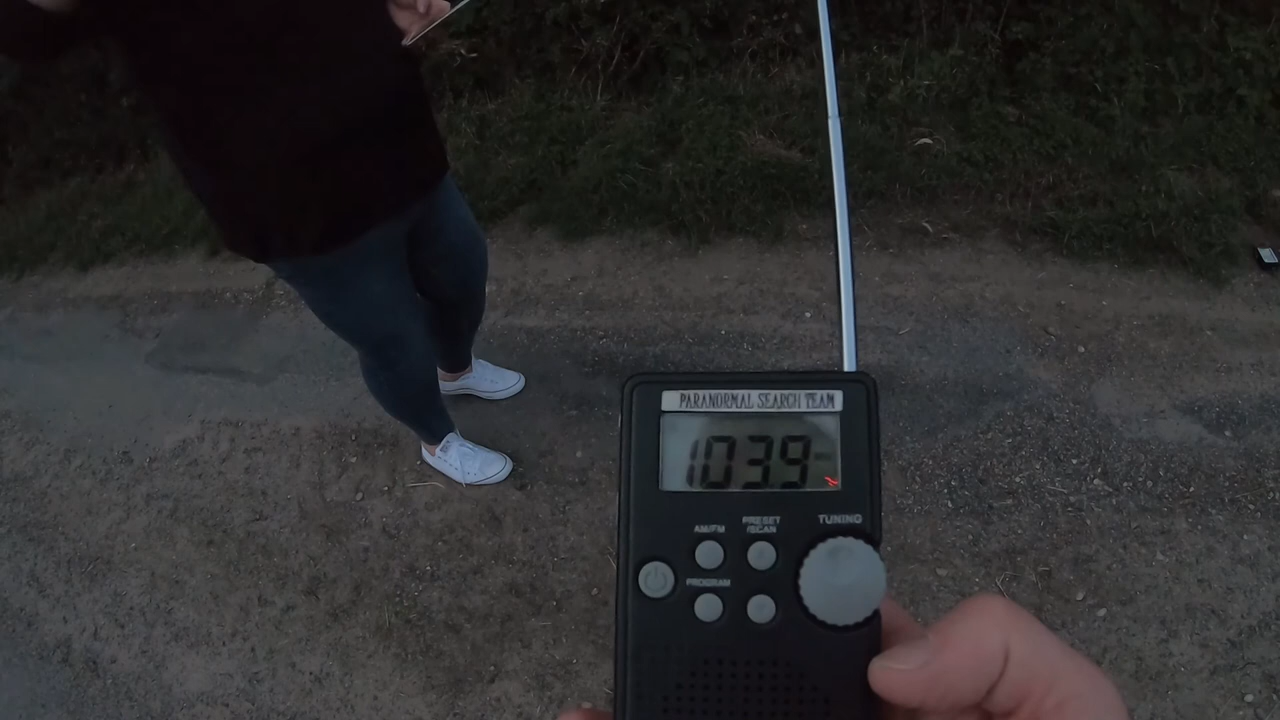 PARANORMAL SEARCH TEAM
103.9
AM/FM
PRESET
/SCAN
TUNING
PROGRAM